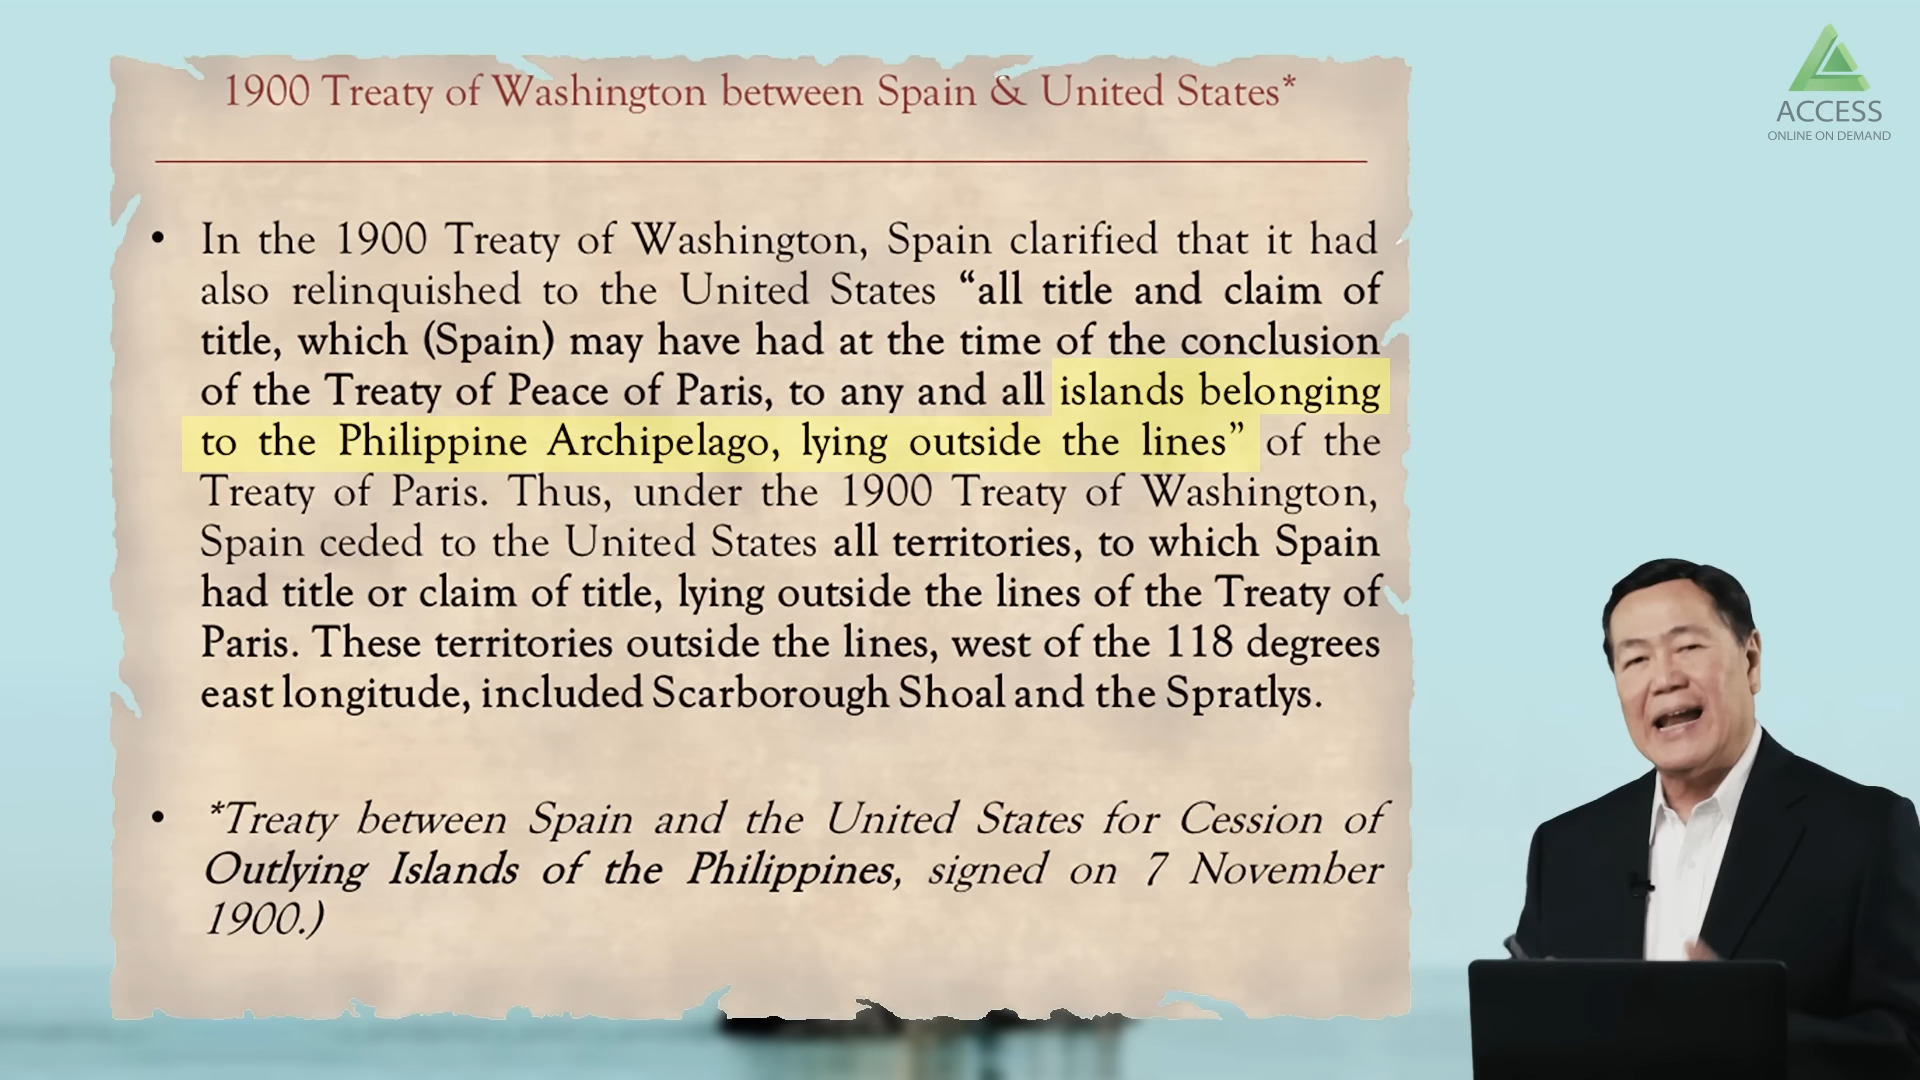 1900 Treaty of Washington between Spain & United States*
• In the 1900 Treaty of Washington, Spain clarified that it had
also relinquished to the United States “all title and claim of
title, which (Spain) may have had at the time of the conclusion
of the Treaty of Peace of Paris, to any and all islands belonging
to the Philippine Archipelago, lying outside the lines” of the
Treaty of Paris. Thus, under the 1900 Treaty of Washington,
Spain ceded to the United States all territories, to which Spain
had title or claim of title, lying outside the lines of the Treaty of
Paris. These territories outside the lines, west of the 118 degrees
east longitude, included Scarborough Shoal and the Spratlys.
• *Treaty between Spain and the United States for Cession of
Outlying Islands of the Philippines, signed on 7 November
1900.)
ACCESS
ONLINE ON DEMAND